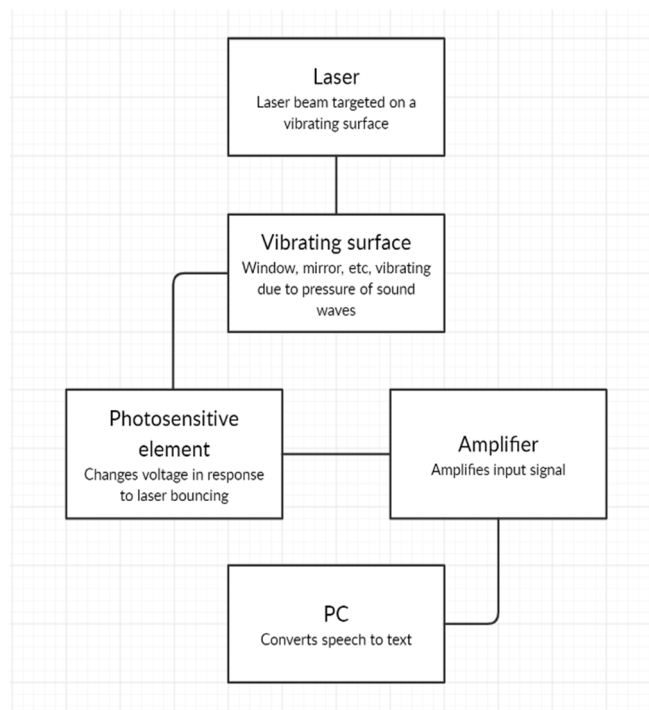 Laser
Laser beam targeted on a
vibrating surface
Vibrating surface
Window, mirror, etc, vibrating
due to pressure of sound
waves
Photosensitive
element
Changes voltage in response
to laser bouncing
Amplifier
Amplifies input signal
PC
Converts speech to text